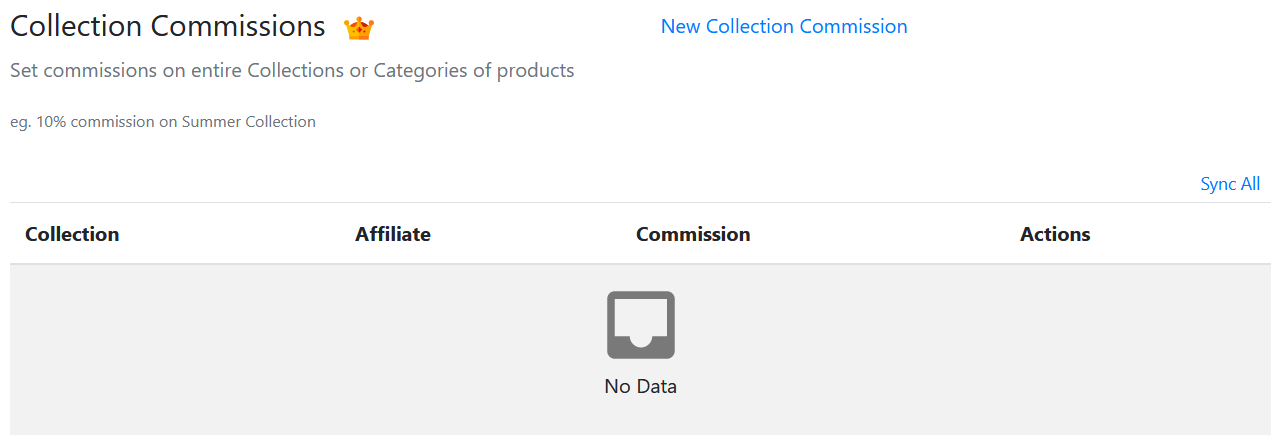 Collection Commissions
New Collection Commission
Set commissions on entire Collections or Categories of products
eg. 10% commission on Summer Collection
Sync All
Collection Affiliate Commission Actions
No Data